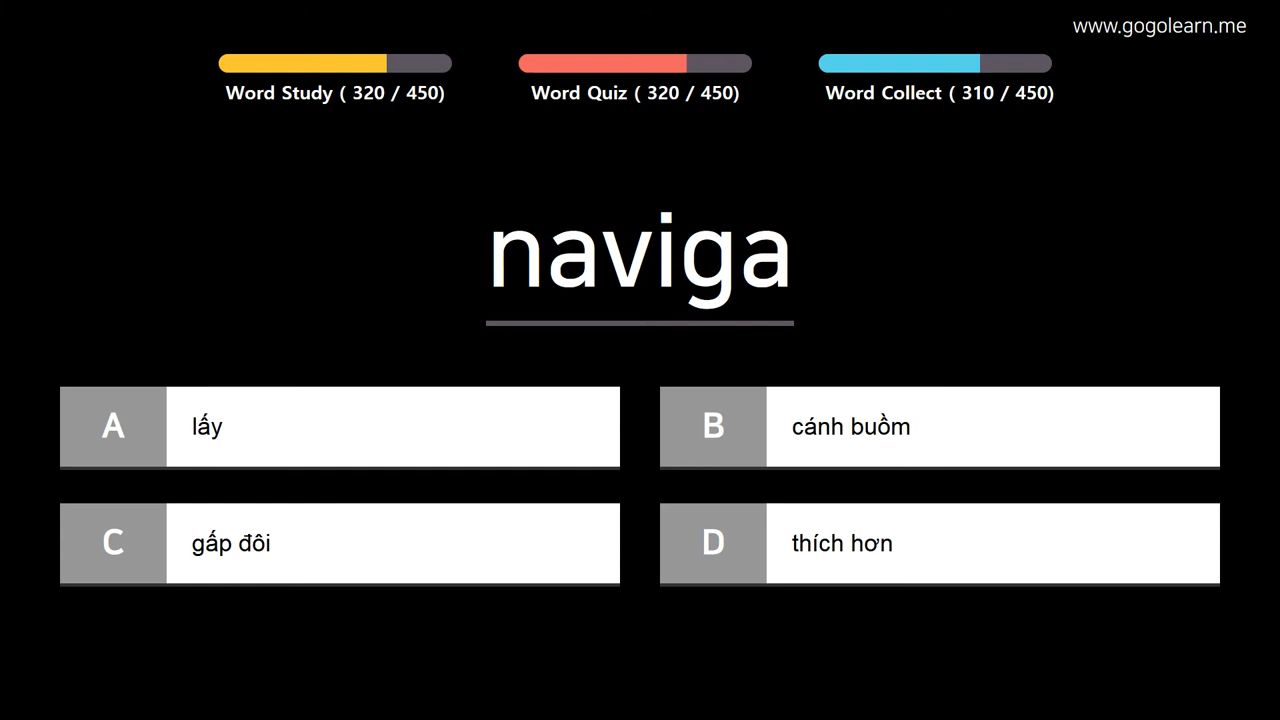 www.gogolearn.me
Word Study ( 320 / 450)
Word Quiz ( 320 / 450)
Word Collect ( 310 / 450)
naviga
A lấy
B cánh buồm
C gấp đôi
D thích hơn